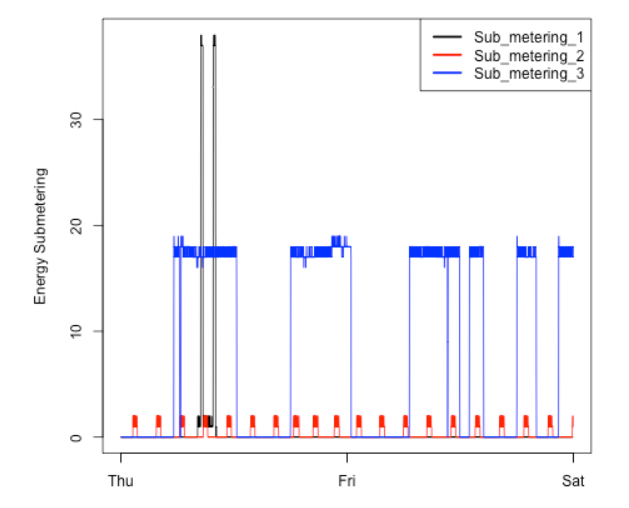 Sub_metering_1
Sub_metering_2
Sub_metering_3
Energy Submetering
30
20
10
0
Thu Fri Sat